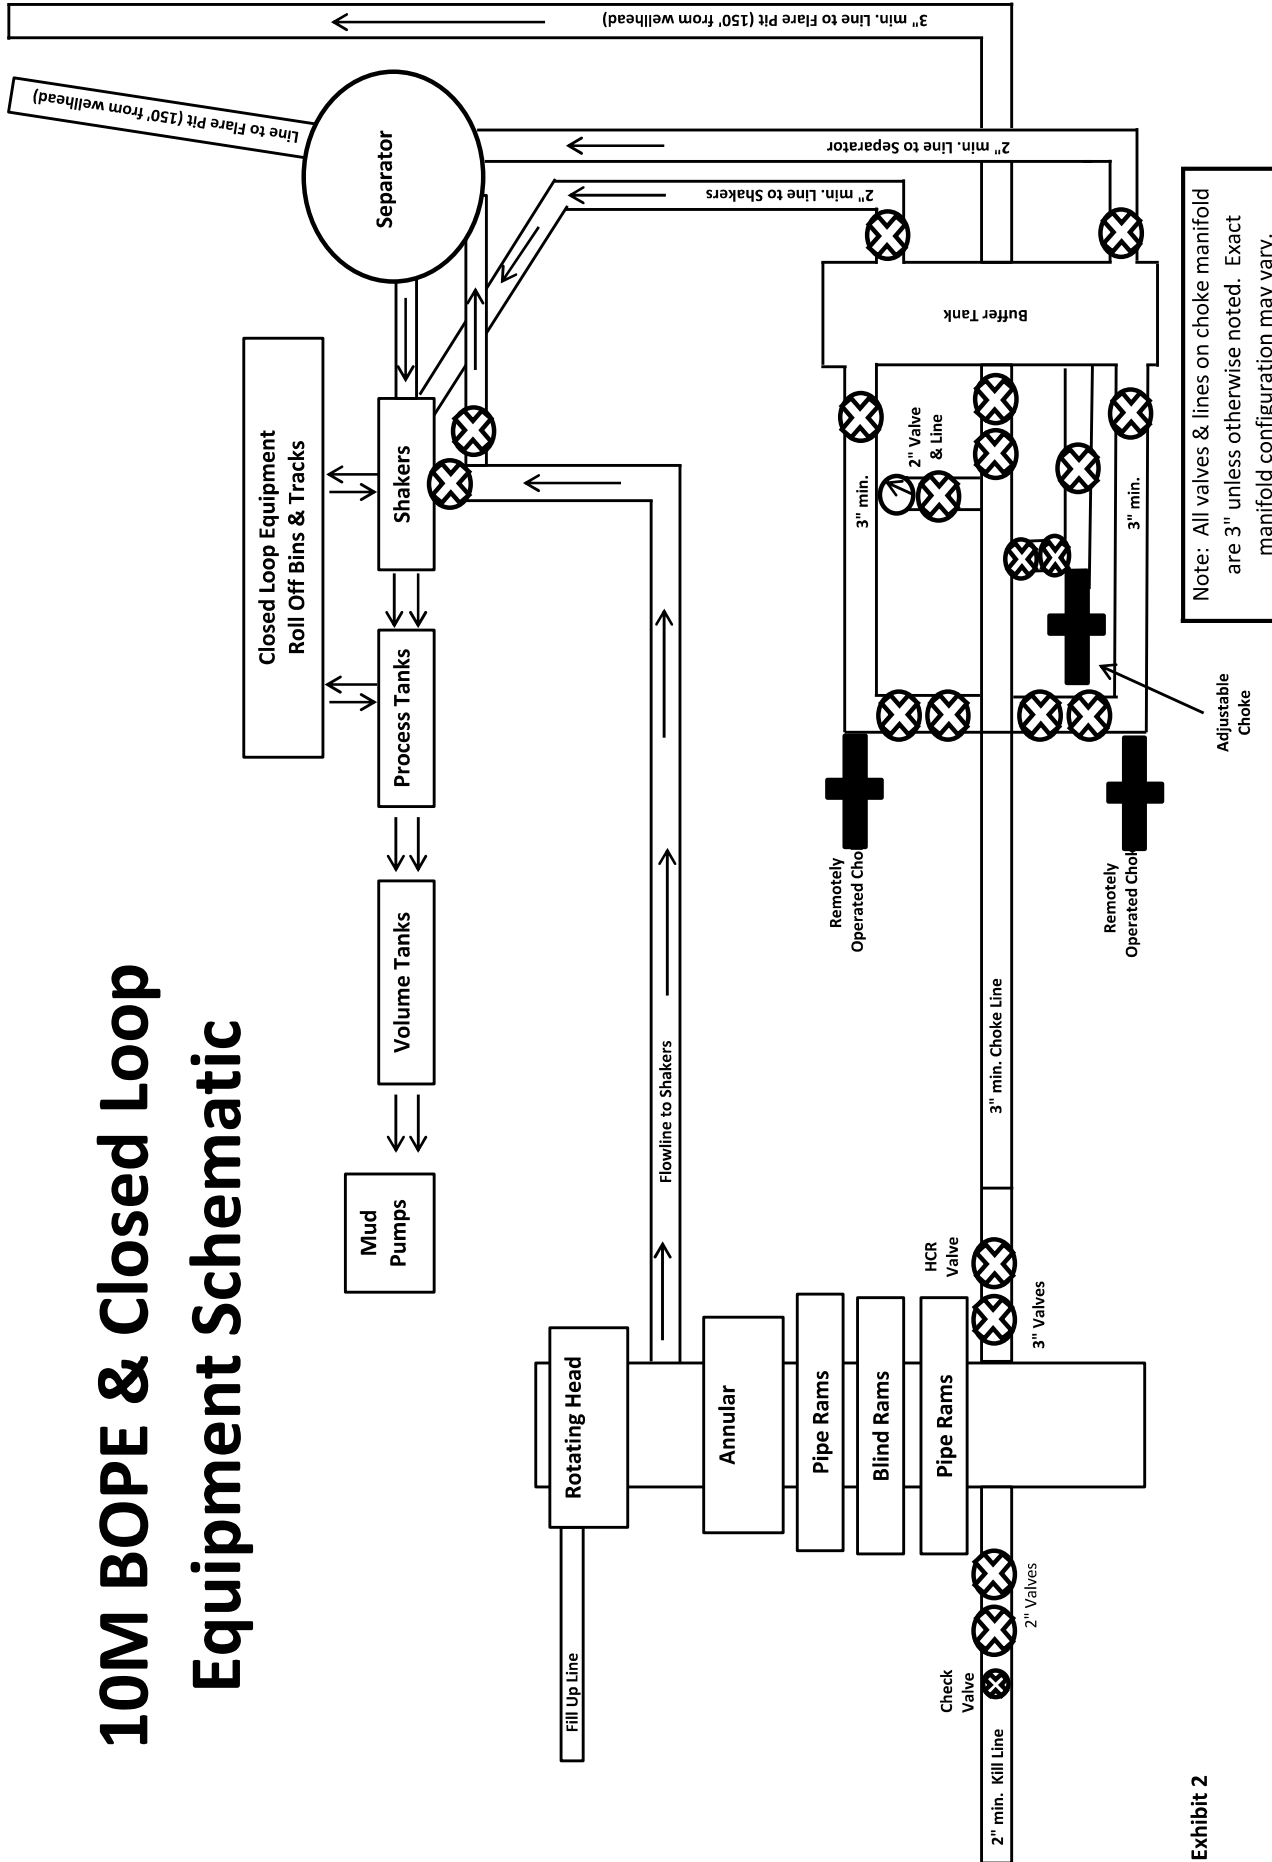 10M BOPE & Closed Loop
Equipment Schematic
Closed Loop Equipment
Roll Off Bins & Tracks
Mud
Pumps
Volume Tanks
Process Tanks
Shakers
Separator
Line to Flare Pit (150' from wellhead)
3" min. Line to Flare Pit (150' from wellhead)
Fill Up Line
Rotating Head
Flowline to Shakers
Annular
Pipe Rams
Blind Rams
Pipe Rams
2" min. Line to Shakers
2" min. Line to Separator
Remotely
Operated
3" min.
2" Valve
& Line
Buffer Tank
2" min. Kill Line
Check
Valve
2" Valves
HCR
Valve
3" Valves
3" min. Choke Line
Remotely
Operated
3" min.
Adjustable
Choke
Note: All valves & lines on choke manifold
are 3" unless otherwise noted. Exact
manifold configuration may vary.
Exhibit 2